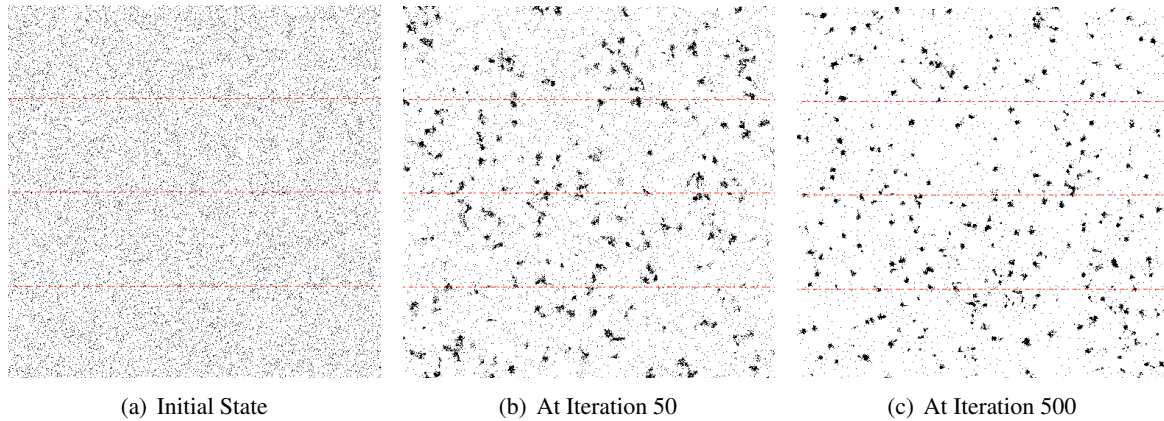 (a) Initial State
(b) At Iteration 50
(c) At Iteration 500